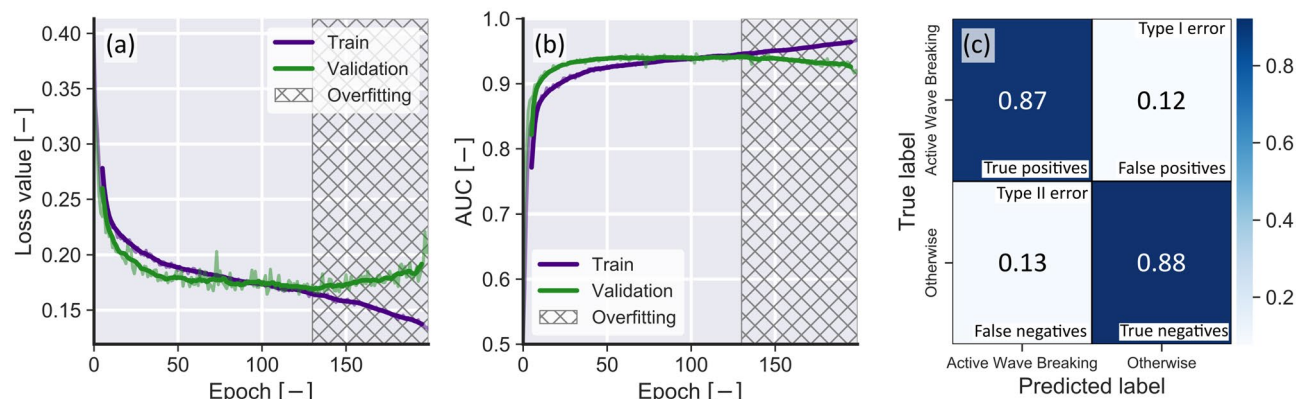 (a)
Train
Validation
Overfitting
0.40
0.35
0.30
0.25
0.20
0.15
Loss value [−]
0
50
100
150
Epoch [−]
(b)
Train
Validation
Overfitting
1.0
0.9
0.8
0.7
0.6
0.5
AUC [−]
0
50
100
150
Epoch [−]
(c)
Type I error
0.87
0.12
True positives
False positives
Type II error
0.13
0.88
False negatives
True negatives
True label
Active Wave Breaking
Otherwise
Active Wave Breaking
Otherwise
Predicted label
0.8
0.6
0.4
0.2